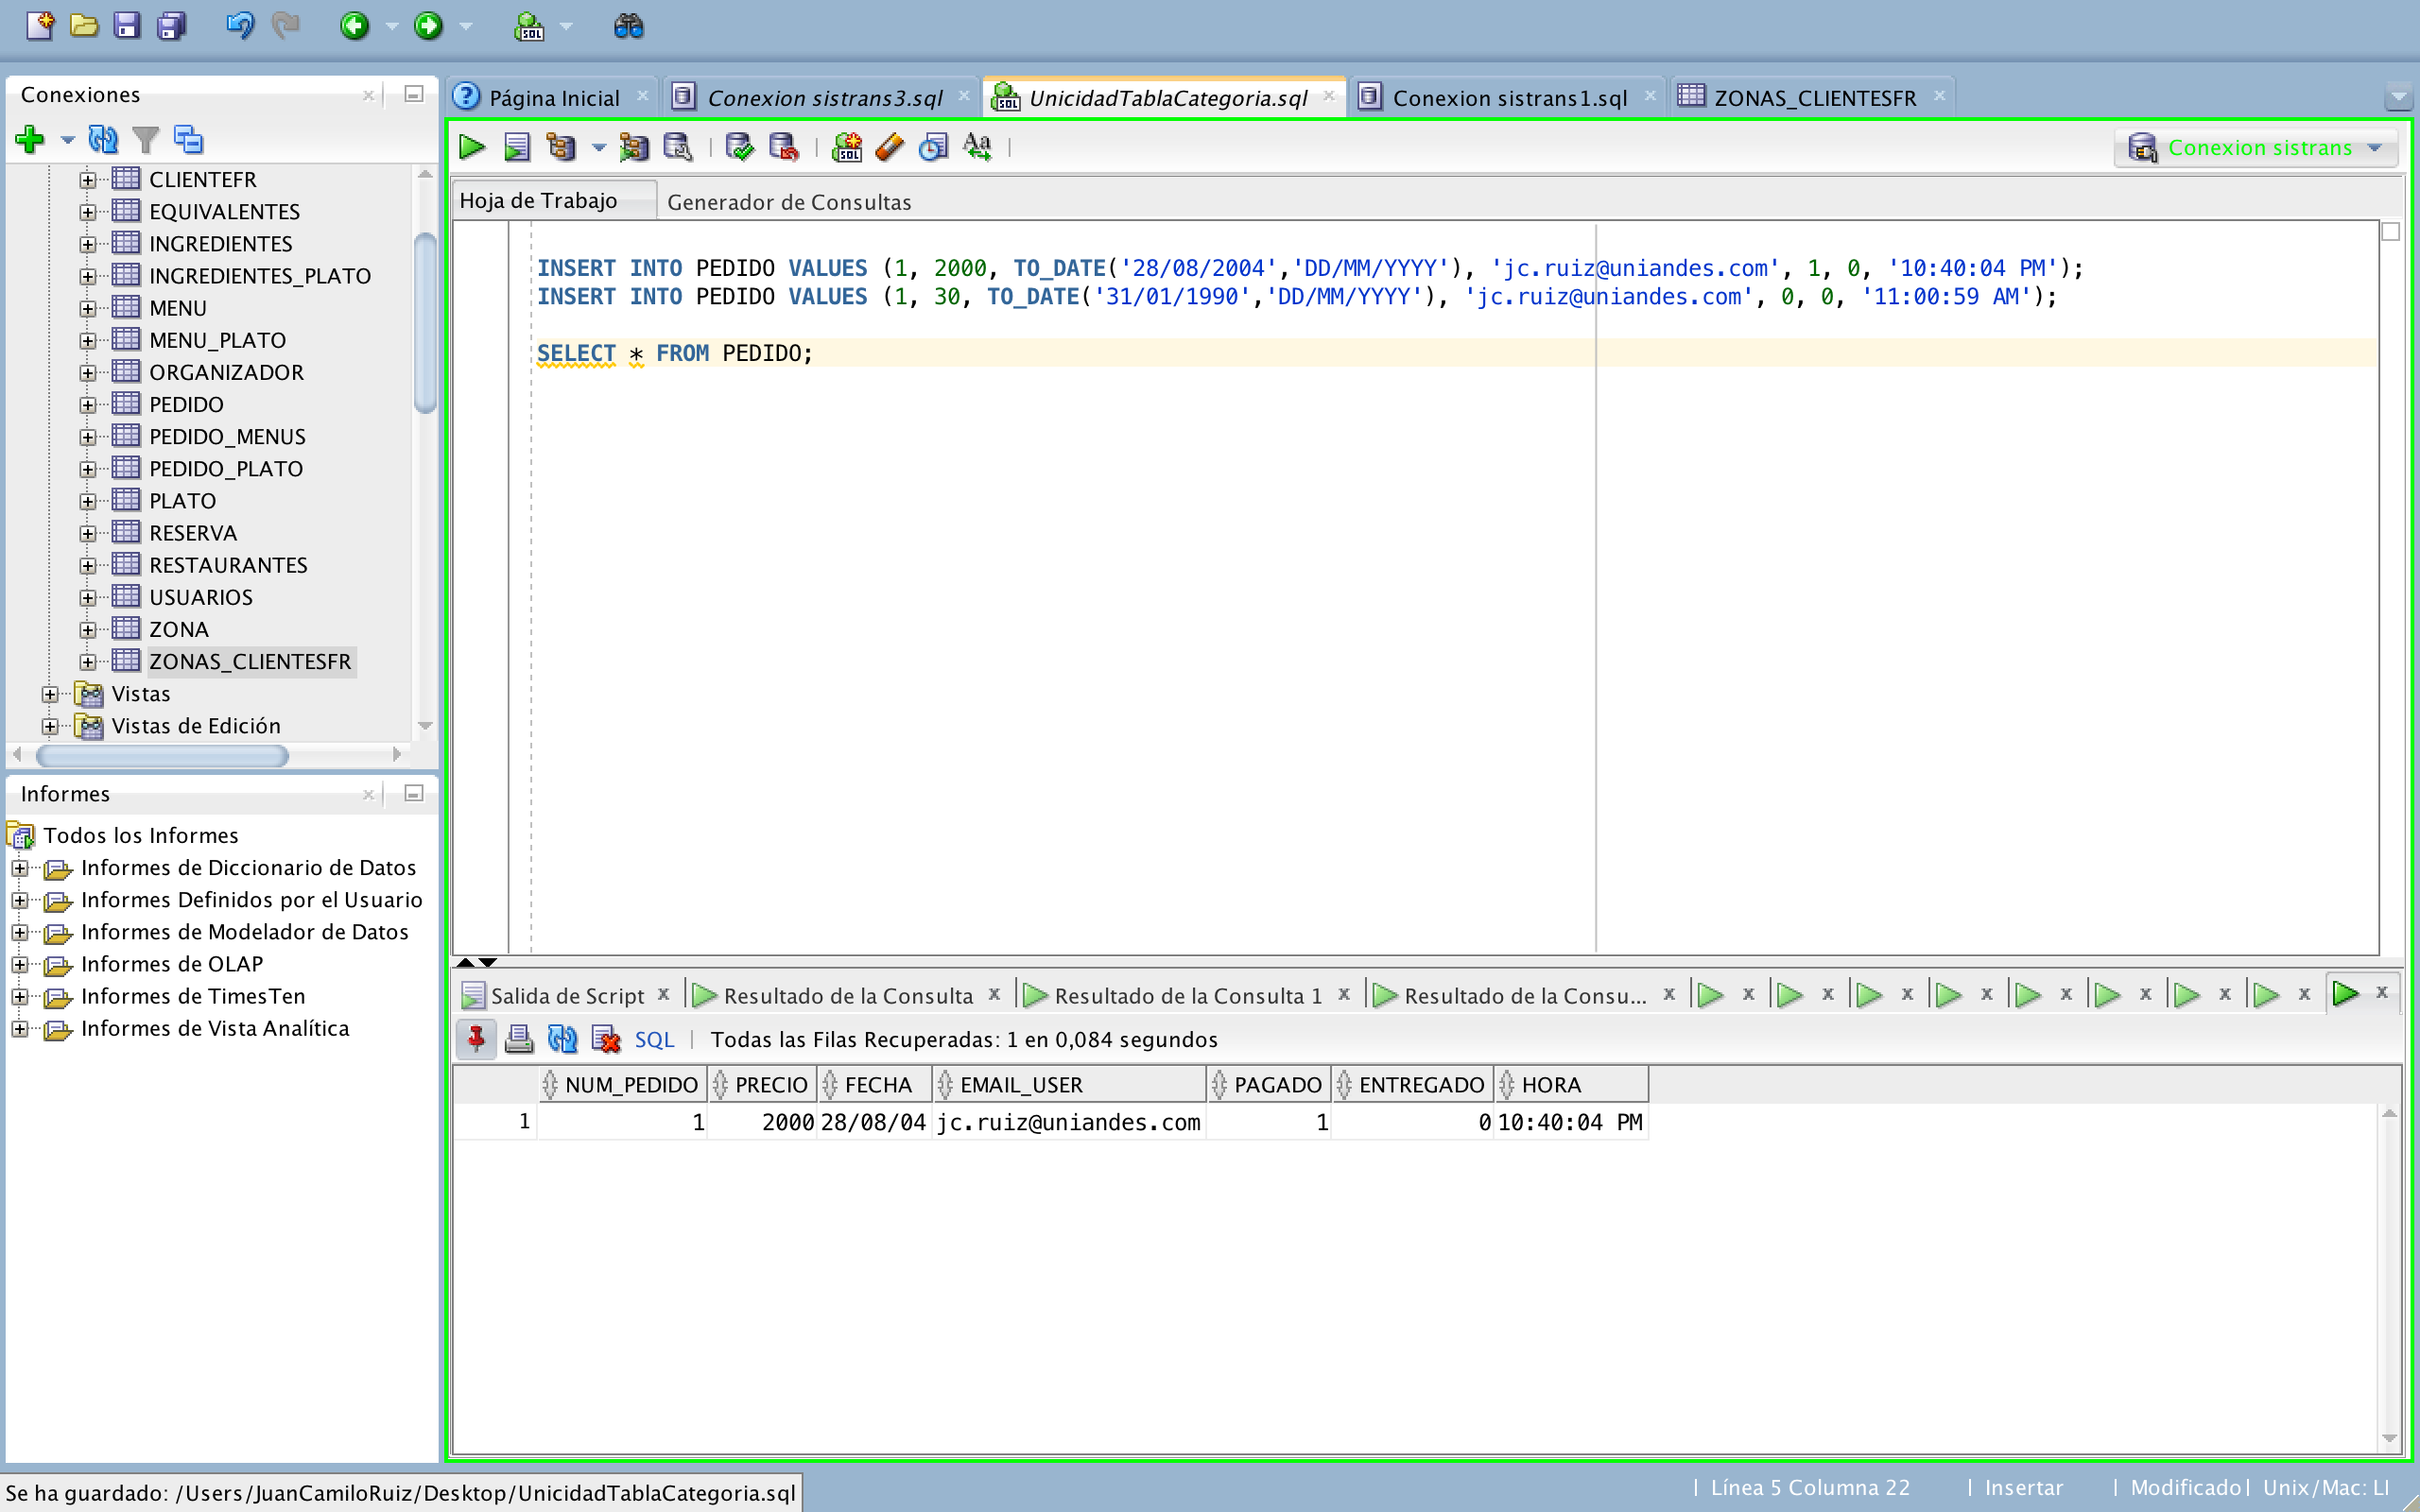 Conexiones
CLIENTEFR
EQUIVALENTES
INGREDIENTES
INGREDIENTES_PLATO
MENU
MENU_PLATO
ORGANIZADOR
PEDIDO
PEDIDO_MENUS
PEDIDO_PLATO
PLATO
RESERVA
RESTAURANTES
USUARIOS
ZONA
ZONAS_CLIENTESFR
Vistas
Vistas de Edición
Informes
Todos los Informes
Informes de Diccionario de Datos
Informes Definidos por el Usuario
Informes de Modelador de Datos
Informes de OLAP
Informes de TimesTen
Informes de Vista Analítica
Página Inicial Conexion sistrans3.sql UnicidadTablaCategoria.sql Conexion sistrans1.sql ZONAS_CLIENTESFR
Conexion sistrans
Hoja de Trabajo Generador de Consultas
INSERT INTO PEDIDO VALUES (1, 2000, TO_DATE('28/08/2004','DD/MM/YYYY'), 'jc.ruiz@uniandes.com', 1, 0, '10:40:04 PM');
INSERT INTO PEDIDO VALUES (1, 30, TO_DATE('31/01/1990','DD/MM/YYYY'), 'jc.ruiz@uniandes.com', 0, 0, '11:00:59 AM');
SELECT * FROM PEDIDO;
Salida de Script Resultado de la Consulta Resultado de la Consulta 1 Resultado de la Consu...
SQL Todas las Filas Recuperadas: 1 en 0,084 segundos
NUM_PEDIDO PRECIO FECHA EMAIL_USER PAGADO ENTREGADO HORA
1 1 2000 28/08/04 jc.ruiz@uniandes.com 1 0 10:40:04 PM
Se ha guardado: /Users/JuanCamiloRuiz/Desktop/UnicidadTablaCategoria.sql
Línea 5 Columna 22 Insertar Modificado Unix/Mac: LI